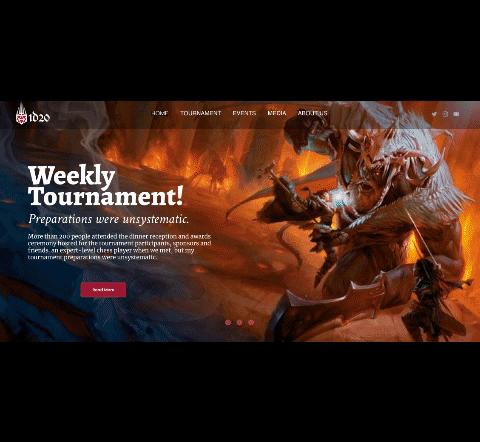 1D20
HOME TOURNAMENT EVENTS MEDIA ABOUT US
Weekly
Tournament!
Preparations were unsystematic.
More than 200 people attended the dinner reception and awards
ceremony hosted for the tournament participants, sponsors and
friends. an expert-level chess player when we met, but my
tournament preparations were unsystematic.
Read More